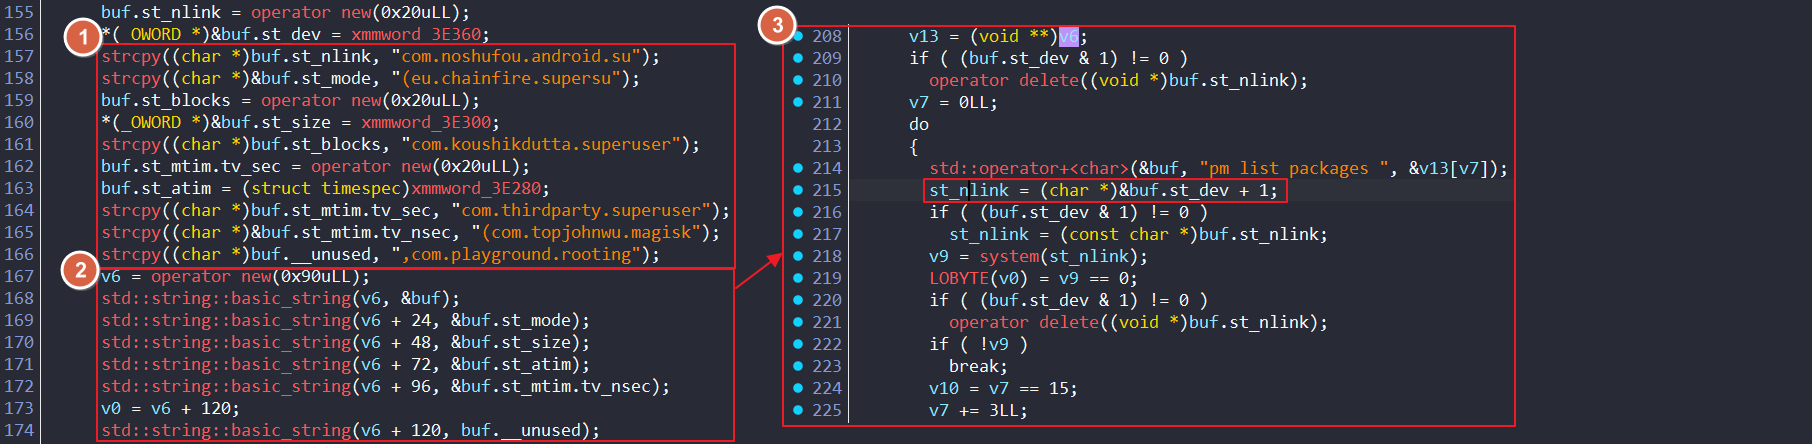 155 buf.st_nlink = operator new(0x20uLL);
156 *(_OWORD *)&buf.st_dev = xmmword_3E360;
1
157 strcpy((char *)buf.st_nlink, "com.noshufou.android.su");
158 strcpy((char *)&buf.st_mode, "(eu.chainfire.supersu");
159 buf.st_blocks = operator new(0x20uLL);
160 *(_OWORD *)&buf.st_size = xmmword_3E300;
161 strcpy((char *)buf.st_blocks, "com.koushikdutta.superuser");
162 buf.st_mtim.tv_sec = operator new(0x20uLL);
163 buf.st_atim = (struct timespec)xmmword_3E280;
164 strcpy((char *)buf.st_mtim.tv_sec, "com.thirdparty.superuser");
165 strcpy((char *)&buf.st_mtim.tv_nsec, "(com.topjohnwu.magisk");
166 strcpy((char *)buf.__unused, ",com.playground.rooting");
2
167 v6 = operator new(0x90uLL);
168 std::string::basic_string(v6, &buf);
169 std::string::basic_string(v6 + 24, &buf.st_mode);
170 std::string::basic_string(v6 + 48, &buf.st_size);
171 std::string::basic_string(v6 + 72, &buf.st_atim);
172 std::string::basic_string(v6 + 96, &buf.st_mtim.tv_nsec);
173 v0 = v6 + 120;
174 std::string::basic_string(v6 + 120, buf.__unused);
3
208 v13 = (void **)v6;
209 if ( (buf.st_dev & 1) != 0 )
210 operator delete((void *)buf.st_nlink);
211 v7 = 0LL;
212 do
213 {
214 std::operator+<char>(&buf, "pm list packages ", &v13[v7]);
215 st_nlink = (char *)&buf.st_dev + 1;
216 if ( (buf.st_dev & 1) != 0 )
217 st_nlink = (const char *)buf.st_nlink;
218 v9 = system(st_nlink);
219 LOBYTE(v0) = v9 == 0;
220 if ( (buf.st_dev & 1) != 0 )
221 operator delete((void *)buf.st_nlink);
222 if ( !v9 )
223 break;
224 v10 = v7 == 15;
225 v7 += 3LL;